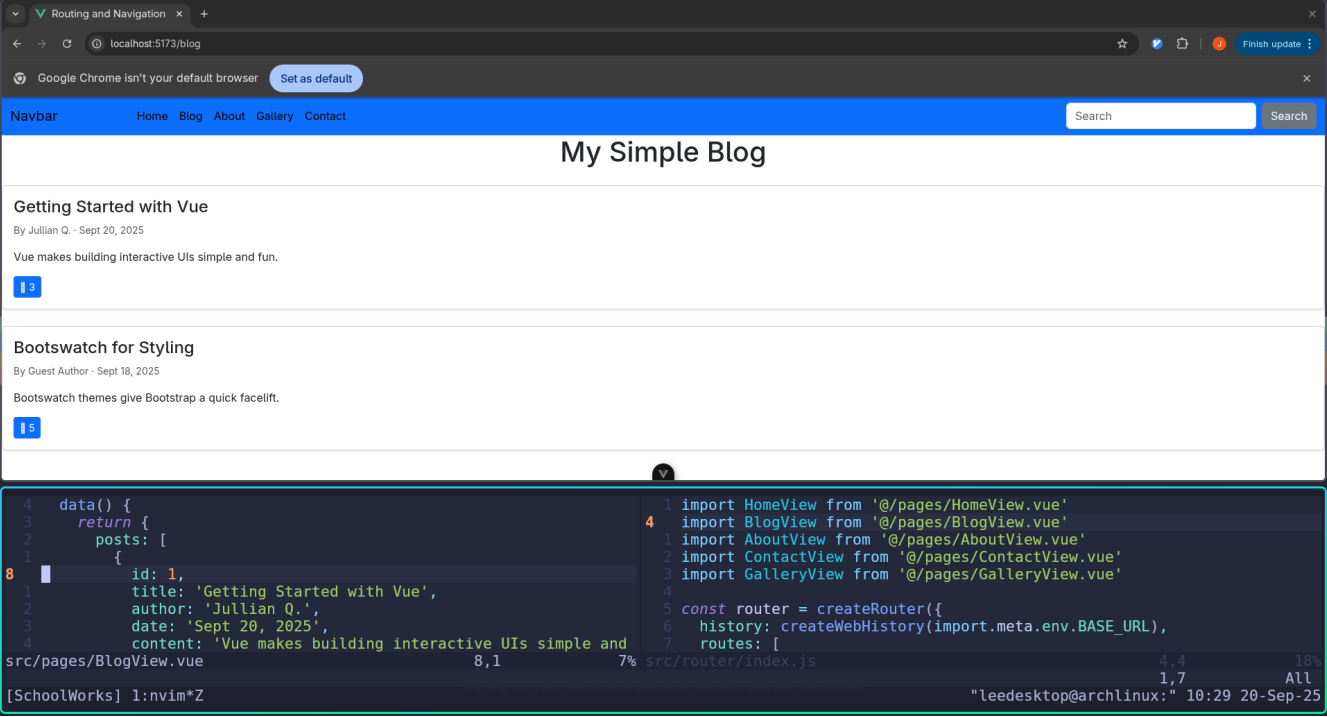 Routing and Navigation
localhost:5173/blog
Finish update
Google Chrome isn't your default browser
Set as default
Navbar Home Blog About Gallery Contact Search Search
My Simple Blog
Getting Started with Vue
By Jullian Q. · Sept 20, 2025
Vue makes building interactive UIs simple and fun.
3
Bootswatch for Styling
By Guest Author · Sept 18, 2025
Bootswatch themes give Bootstrap a quick facelift.
5
4 data() {
3 return {
2 posts: [
1 {
8 id: 1,
1 title: 'Getting Started with Vue',
2 author: 'Jullian Q.',
3 date: 'Sept 20, 2025',
4 content: 'Vue makes building interactive UIs simple and
src/pages/BlogView.vue 8,1 7%
1 import HomeView from '@/pages/HomeView.vue'
4 import BlogView from '@/pages/BlogView.vue'
1 import AboutView from '@/pages/AboutView.vue'
2 import ContactView from '@/pages/ContactView.vue'
3 import GalleryView from '@/pages/GalleryView.vue'
4
5 const router = createRouter({
6 history: createWebHistory(import.meta.env.BASE_URL),
7 routes: [
src/router/index.js 4,4 18%
1,7 All
[SchoolWorks] 1:nvim*Z "leedesktop@archlinux:" 10:29 20-Sep-25